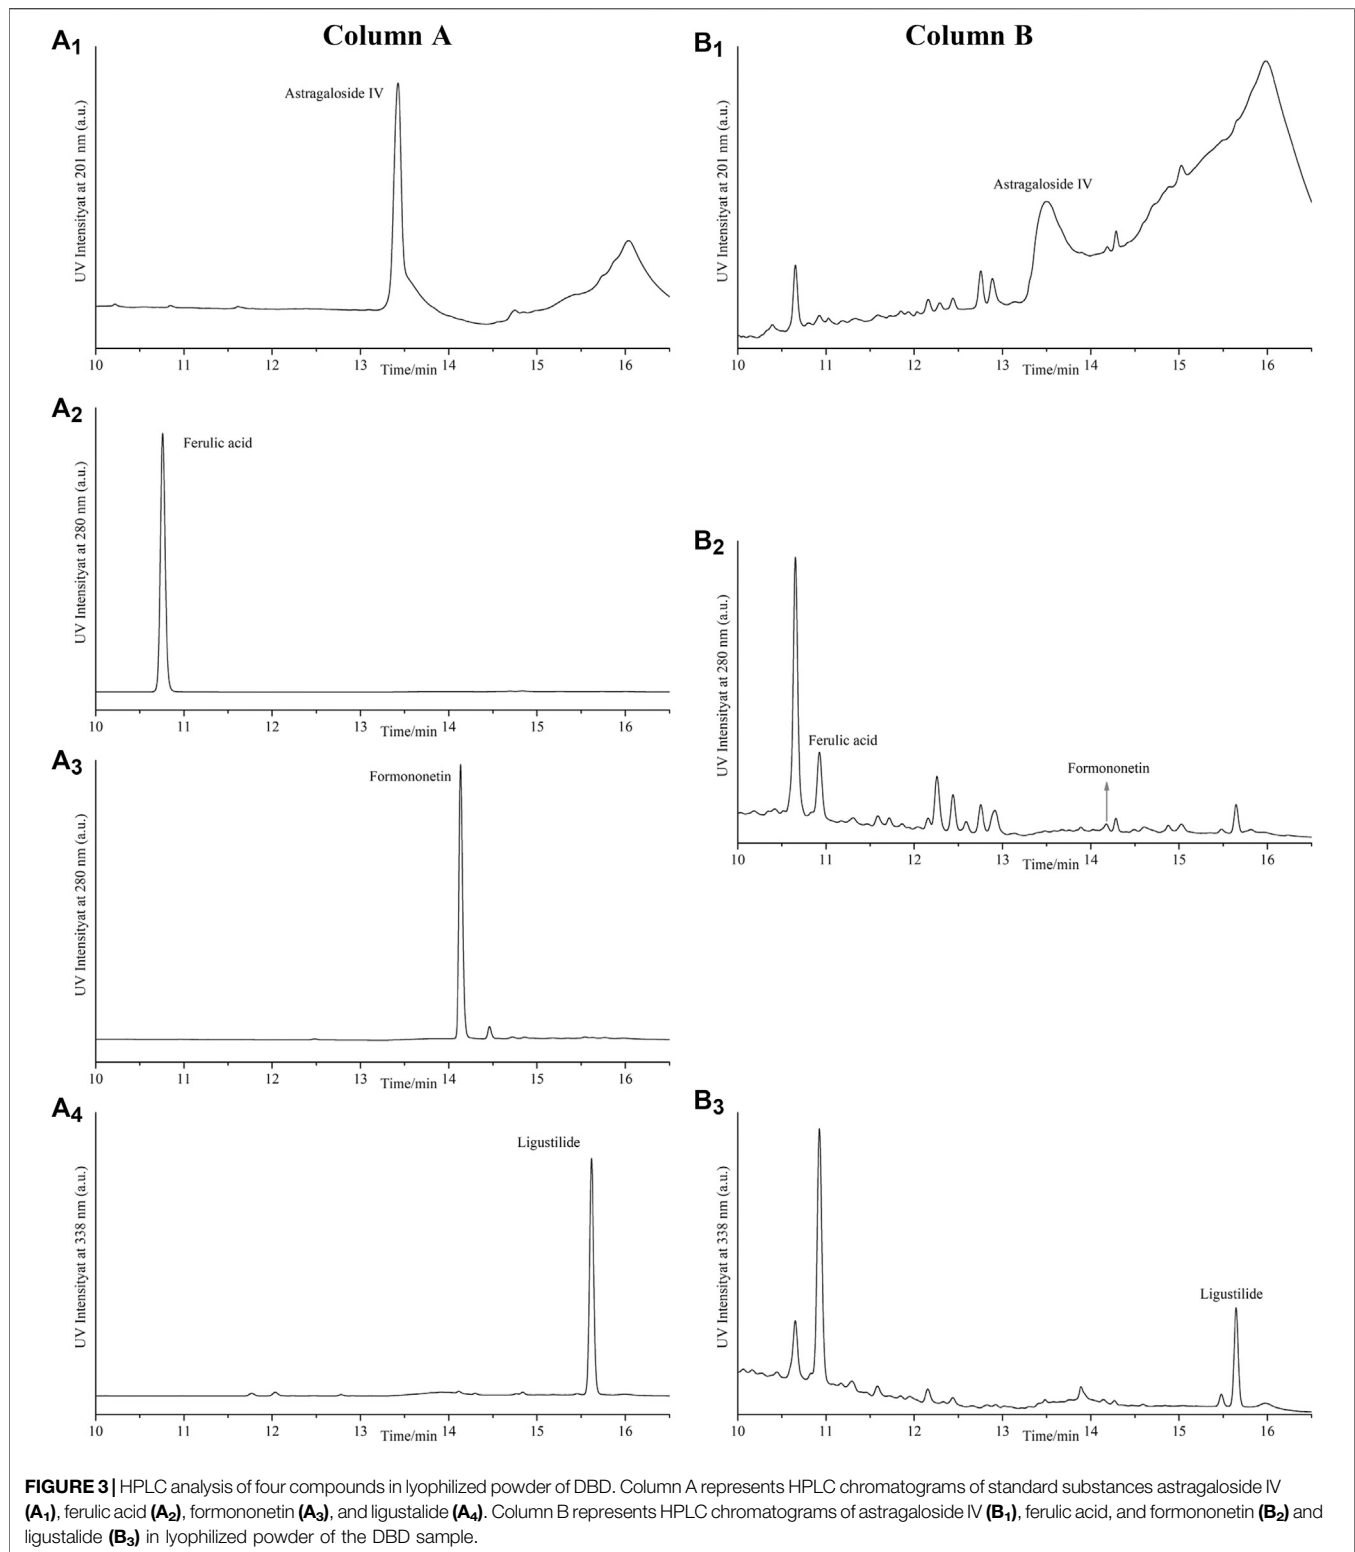 Column A
Column B
A1
UV Intensityat at 201 nm (a.u.)
Astragaloside IV
10 11 12 13 14 15 16
Time/min
B1
UV Intensityat at 201 nm (a.u.)
Astragaloside IV
10 11 12 13 14 15 16
Time/min
A2
UV Intensityat at 280 nm (a.u.)
Ferulic acid
10 11 12 13 14 15 16
Time/min
B2
UV Intensityat at 280 nm (a.u.)
Ferulic acid
Formononetin
10 11 12 13 14 15 16
Time/min
A3
UV Intensityat at 280 nm (a.u.)
Formononetin
10 11 12 13 14 15 16
Time/min
A4
UV Intensityat at 338 nm (a.u.)
Ligustilide
10 11 12 13 14 15 16
Time/min
B3
UV Intensityat at 338 nm (a.u.)
Ligustilide
10 11 12 13 14 15 16
Time/min
FIGURE 3 | HPLC analysis of four compounds in lyophilized powder of DBD. Column A represents HPLC chromatograms of standard substances astragaloside IV
(A1), ferulic acid (A2), formononetin (A3), and ligustalide (A4). Column B represents HPLC chromatograms of astragaloside IV (B1), ferulic acid, and formononetin (B2) and
ligustalide (B3) in lyophilized powder of the DBD sample.